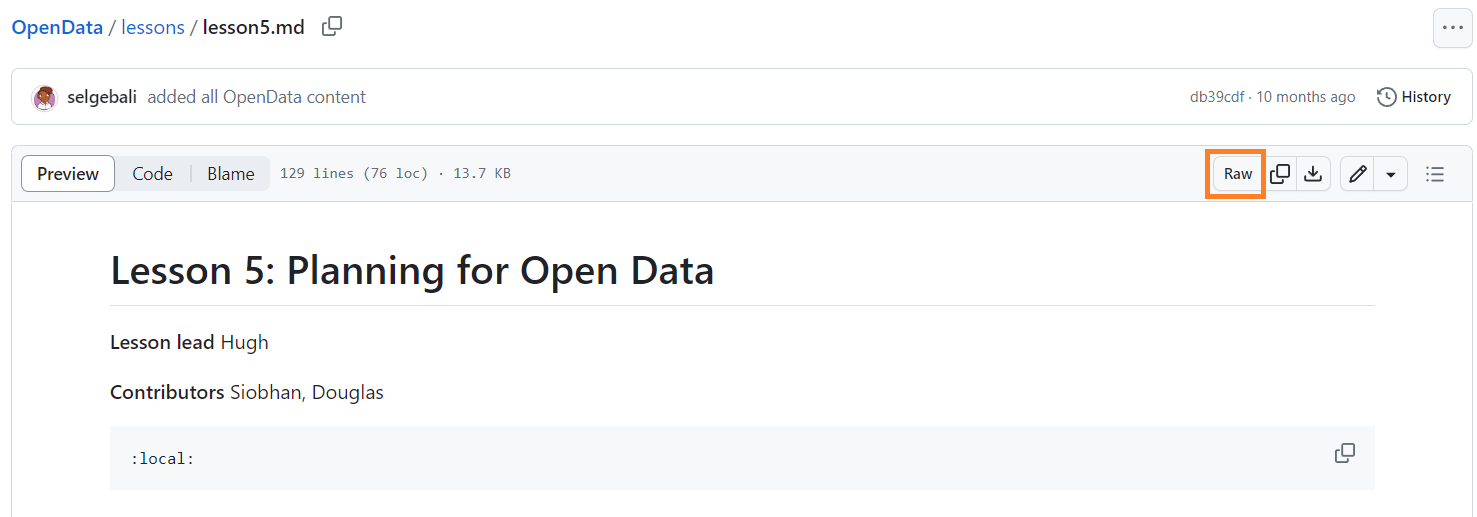 OpenData / lessons / lesson5.md
selgebali added all OpenData content db39cdf · 10 months ago History
Preview Code Blame 129 lines (76 loc) · 13.7 KB Raw
Lesson 5: Planning for Open Data
Lesson lead Hugh
Contributors Siobhan, Douglas
:local: